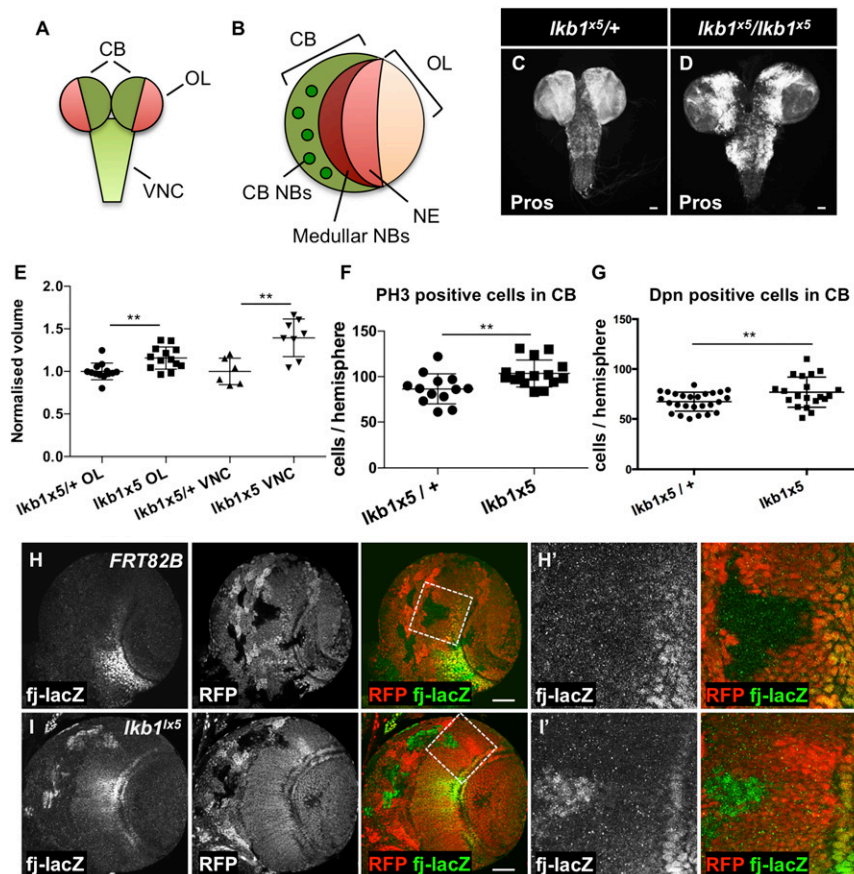 A
CB
OL
VNC
B
CB
OL
CB NBs
NE
Medullar NBs
lkb1x5/+
lkb1x5/lkb1x5
C
Pros
D
Pros
E
Normalised volume
2.0
1.5
1.0
0.5
0.0
**
**
lkb1x5/+ OL
lkb1x5 OL
lkb1x5/+ VNC
lkb1x5 VNC
F
PH3 positive cells in CB
cells / hemisphere
150
100
50
0
**
lkb1x5 / +
lkb1x5
G
Dpn positive cells in CB
cells / hemisphere
150
100
50
0
**
lkb1x5 / +
lkb1x5
H
FRT82B
fj-lacZ
RFP
RFP fj-lacZ
H'
fj-lacZ
RFP fj-lacZ
I
lkb1lx5
fj-lacZ
RFP
RFP fj-lacZ
I'
fj-lacZ
RFP fj-lacZ